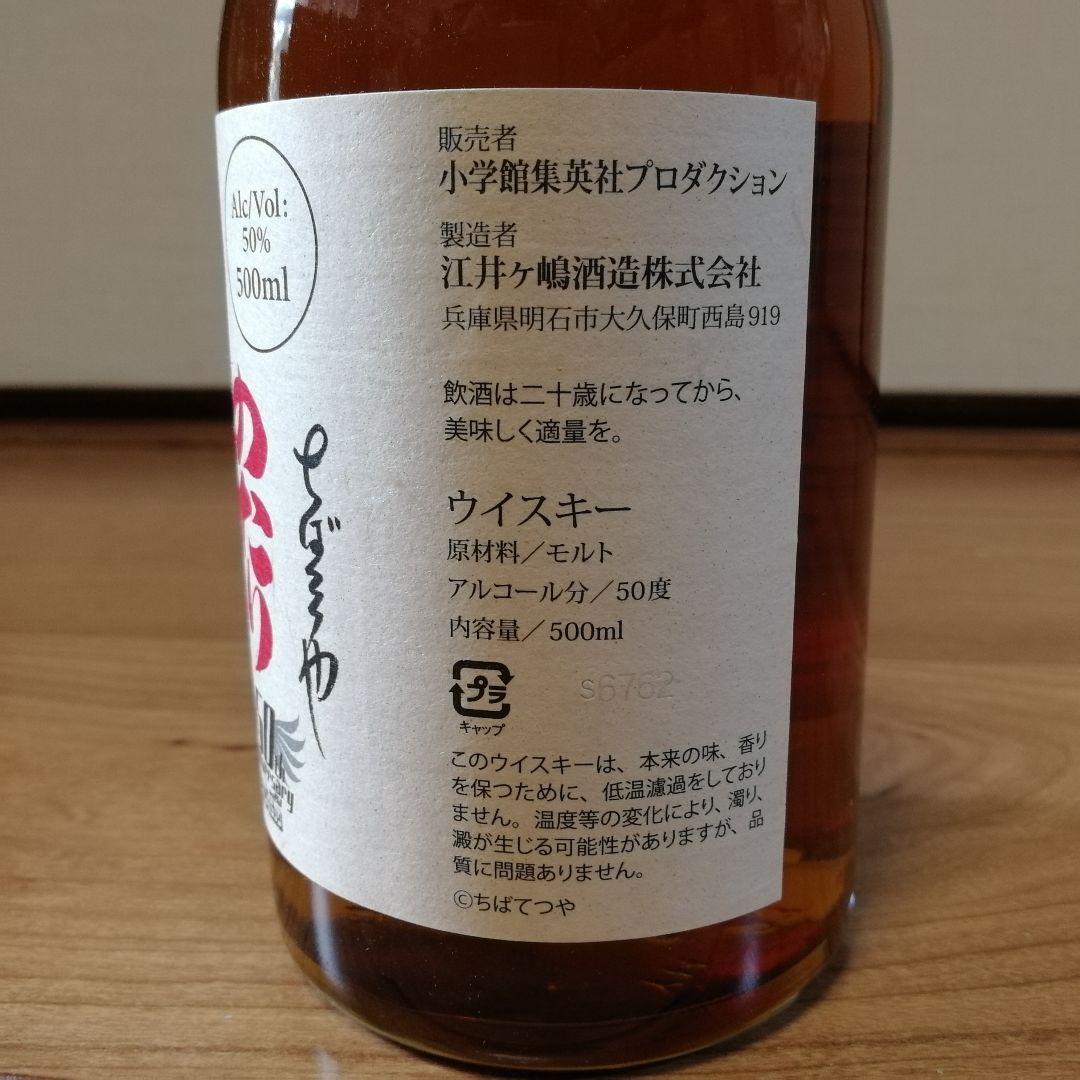 Alc/Vol:
50%
500ml
ちばてつや
販売者
小学館集英社プロダクション
製造者
江井ヶ嶋酒造株式会社
兵庫県明石市大久保町西島919
飲酒は二十歳になってから、
美味しく適量を。
ウイスキー
原材料／モルト
アルコール分／50度
内容量／500ml
プラ
キャップ
S6762
このウイスキーは、本来の味、香り
を保つために、低温濾過をしており
ません。温度等の変化により、濁り、
澱が生じる可能性がありますが、品
質に問題ありません。
©ちばてつや